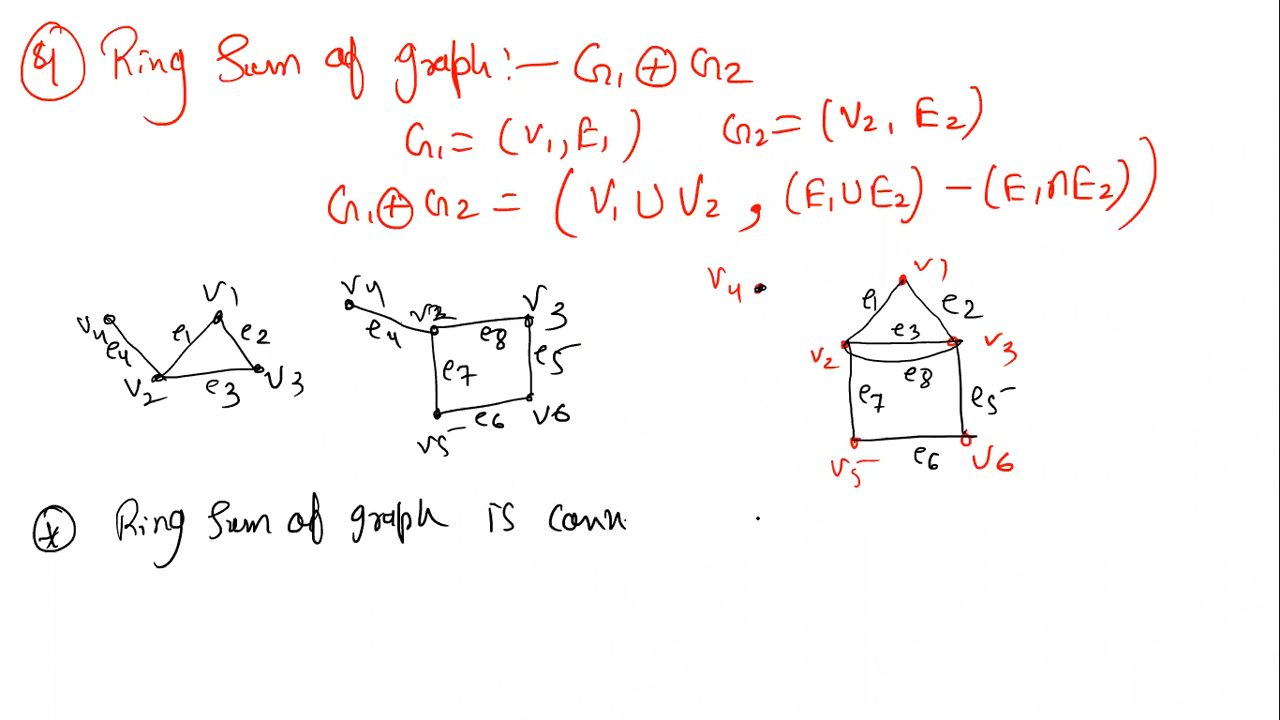 Ring Sum of graph:- G₁ ⊕ G₂
G₁ = (V₁, E₁)   G₂ = (V₂, E₂)
G₁ ⊕ G₂ = (V₁ ∪ V₂, (E₁ ∪ E₂) - (E₁ ∩ E₂))
V4 e4 V2 e1 V1 e2 V3 e3
V4 e4 V2 e8 V3 e7 e5 V5 e6 V6
V4 V1 e1 e2 V2 e3 V3 e8 e7 e5 V5 e6 V6
* Ring Sum of graph is conn